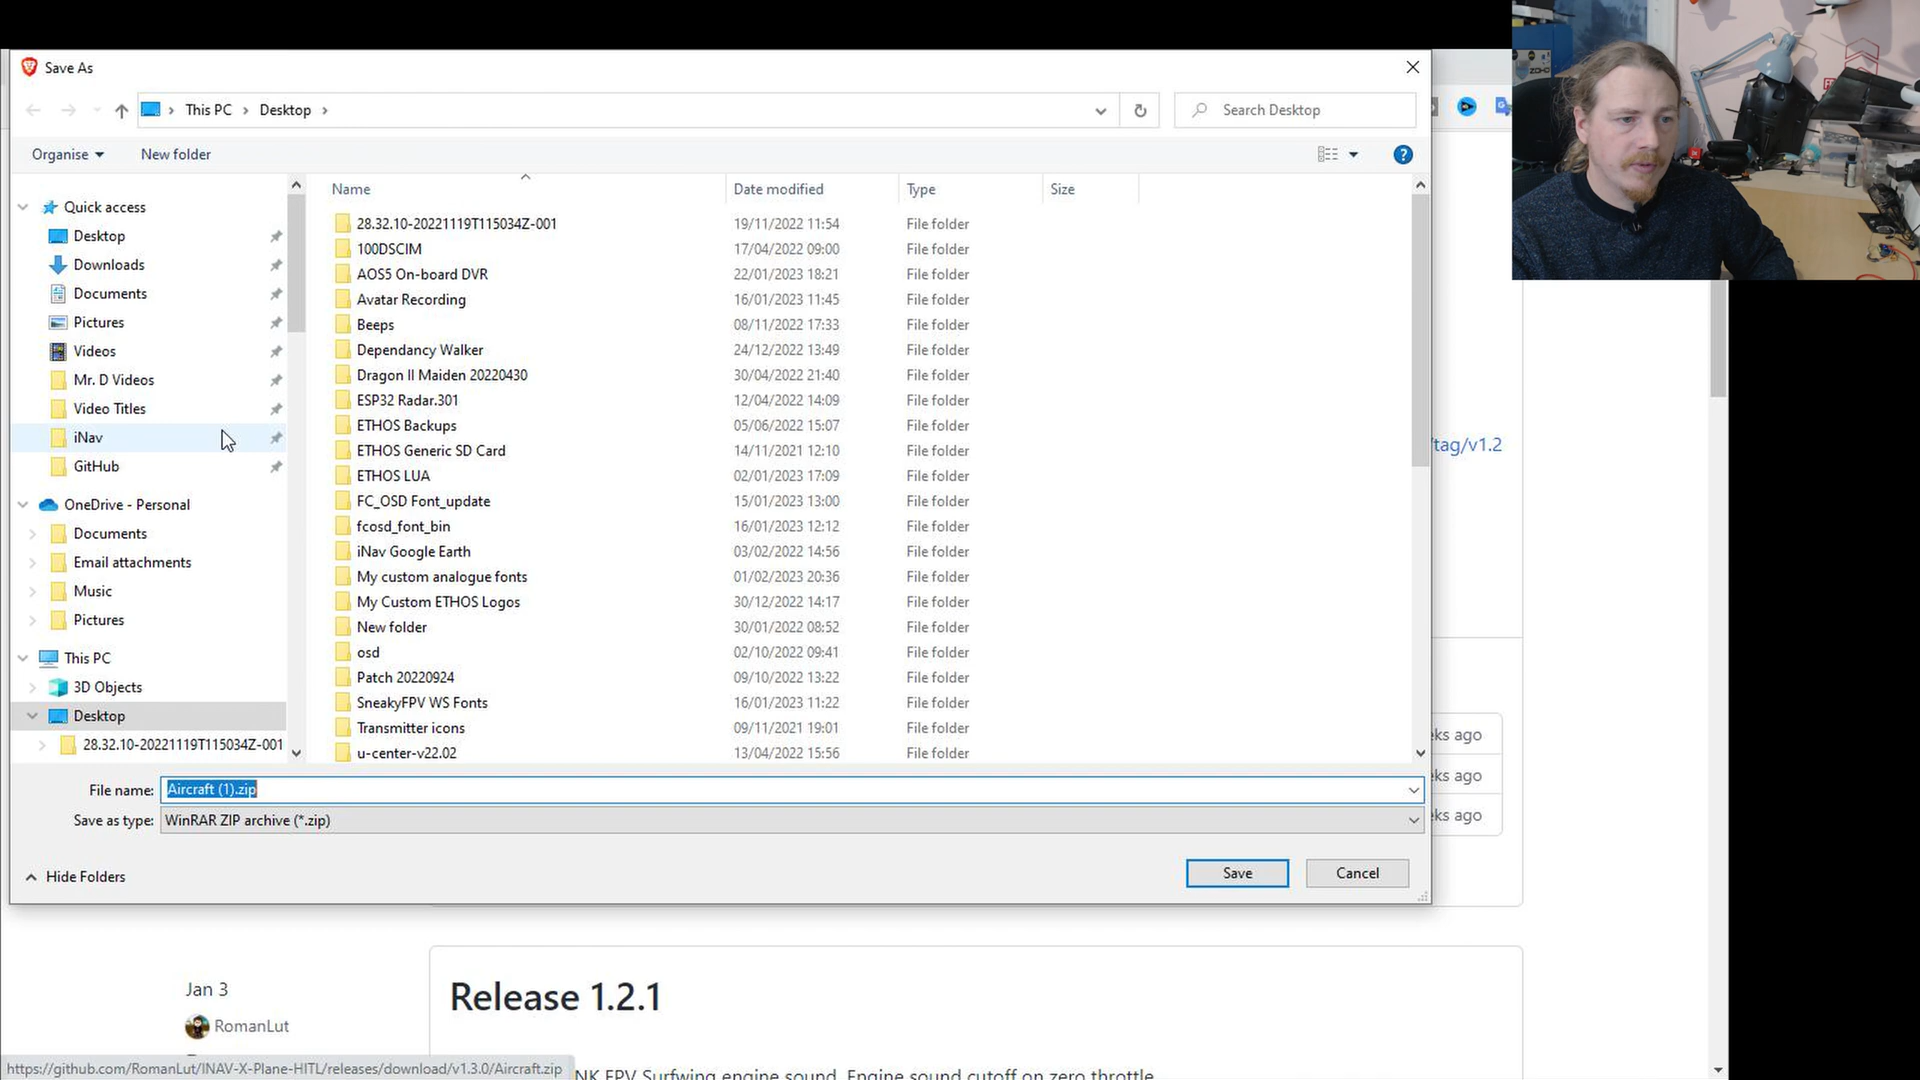 Save As
This PC
Desktop
Search Desktop
Organise
New folder
Quick access
Desktop
Downloads
Documents
Pictures
Videos
Mr. D Videos
Video Titles
iNav
GitHub
OneDrive - Personal
Documents
Email attachments
Music
Pictures
This PC
3D Objects
Desktop
28.32.10-20221119T115034Z-001
Name Date modified Type Size
28.32.10-20221119T115034Z-001 19/11/2022 11:54 File folder
100DSCIM 17/04/2022 09:00 File folder
AOS5 On-board DVR 22/01/2023 18:21 File folder
Avatar Recording 16/01/2023 11:45 File folder
Beeps 08/11/2022 17:33 File folder
Dependancy Walker 24/12/2022 13:49 File folder
Dragon II Maiden 20220430 30/04/2022 21:40 File folder
ESP32 Radar.301 12/04/2022 14:09 File folder
ETHOS Backups 05/06/2022 15:07 File folder
ETHOS Generic SD Card 14/11/2021 12:10 File folder
ETHOS LUA 02/01/2023 17:09 File folder
FC_OSD Font_update 15/01/2023 13:00 File folder
fcosd_font_bin 16/01/2023 12:12 File folder
iNav Google Earth 03/02/2022 14:56 File folder
My custom analogue fonts 01/02/2023 20:36 File folder
My Custom ETHOS Logos 30/12/2022 14:17 File folder
New folder 30/01/2022 08:52 File folder
osd 02/10/2022 09:41 File folder
Patch 20220924 09/10/2022 13:22 File folder
SneakyFPV WS Fonts 16/01/2023 11:22 File folder
Transmitter icons 09/11/2021 19:01 File folder
u-center-v22.02 13/04/2022 15:56 File folder
File name: Aircraft (1).zip
Save as type: WinRAR ZIP archive (*.zip)
Hide Folders
Save
Cancel
/tag/v1.2
ks ago
ks ago
ks ago
Jan 3
RomanLut
Release 1.2.1
https://github.com/RomanLut/INAV-X-Plane-HITL/releases/download/v1.3.0/Aircraft.zip
NK FPV Surfwing engine sound. Engine sound cutoff on zero throttle